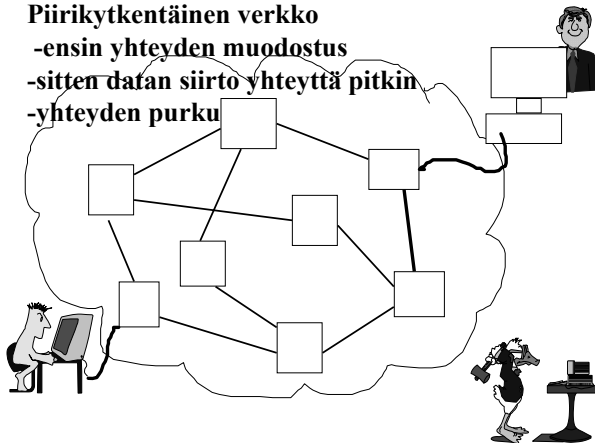 Piirikytkentäinen verkko
-ensin yhteyden muodostus
-sitten datan siirto yhteyttä pitkin
-yhteyden purku